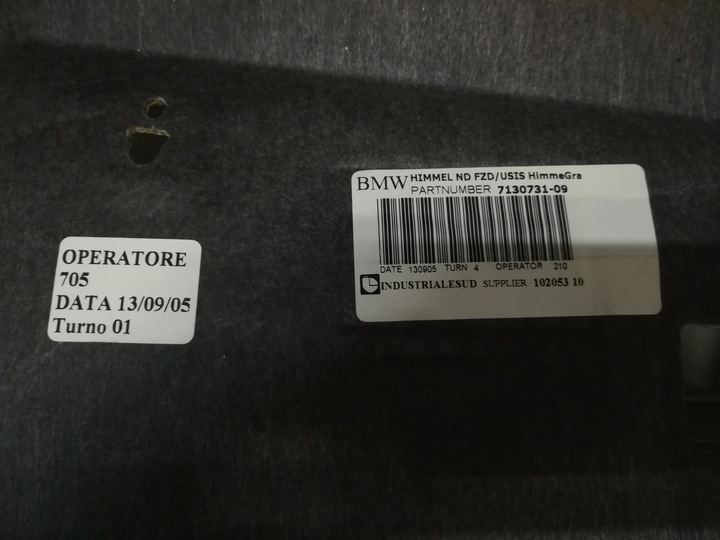 OPERATORE
705
DATA 13/09/05
Turno 01
BMW HIMMEL ND FZD/USIS HimmeGra
PARTNUMBER 7130731-09
DATE 130905 TURN 4 OPERATOR 210
INDUSTRIALESUD SUPPLIER 102053 10